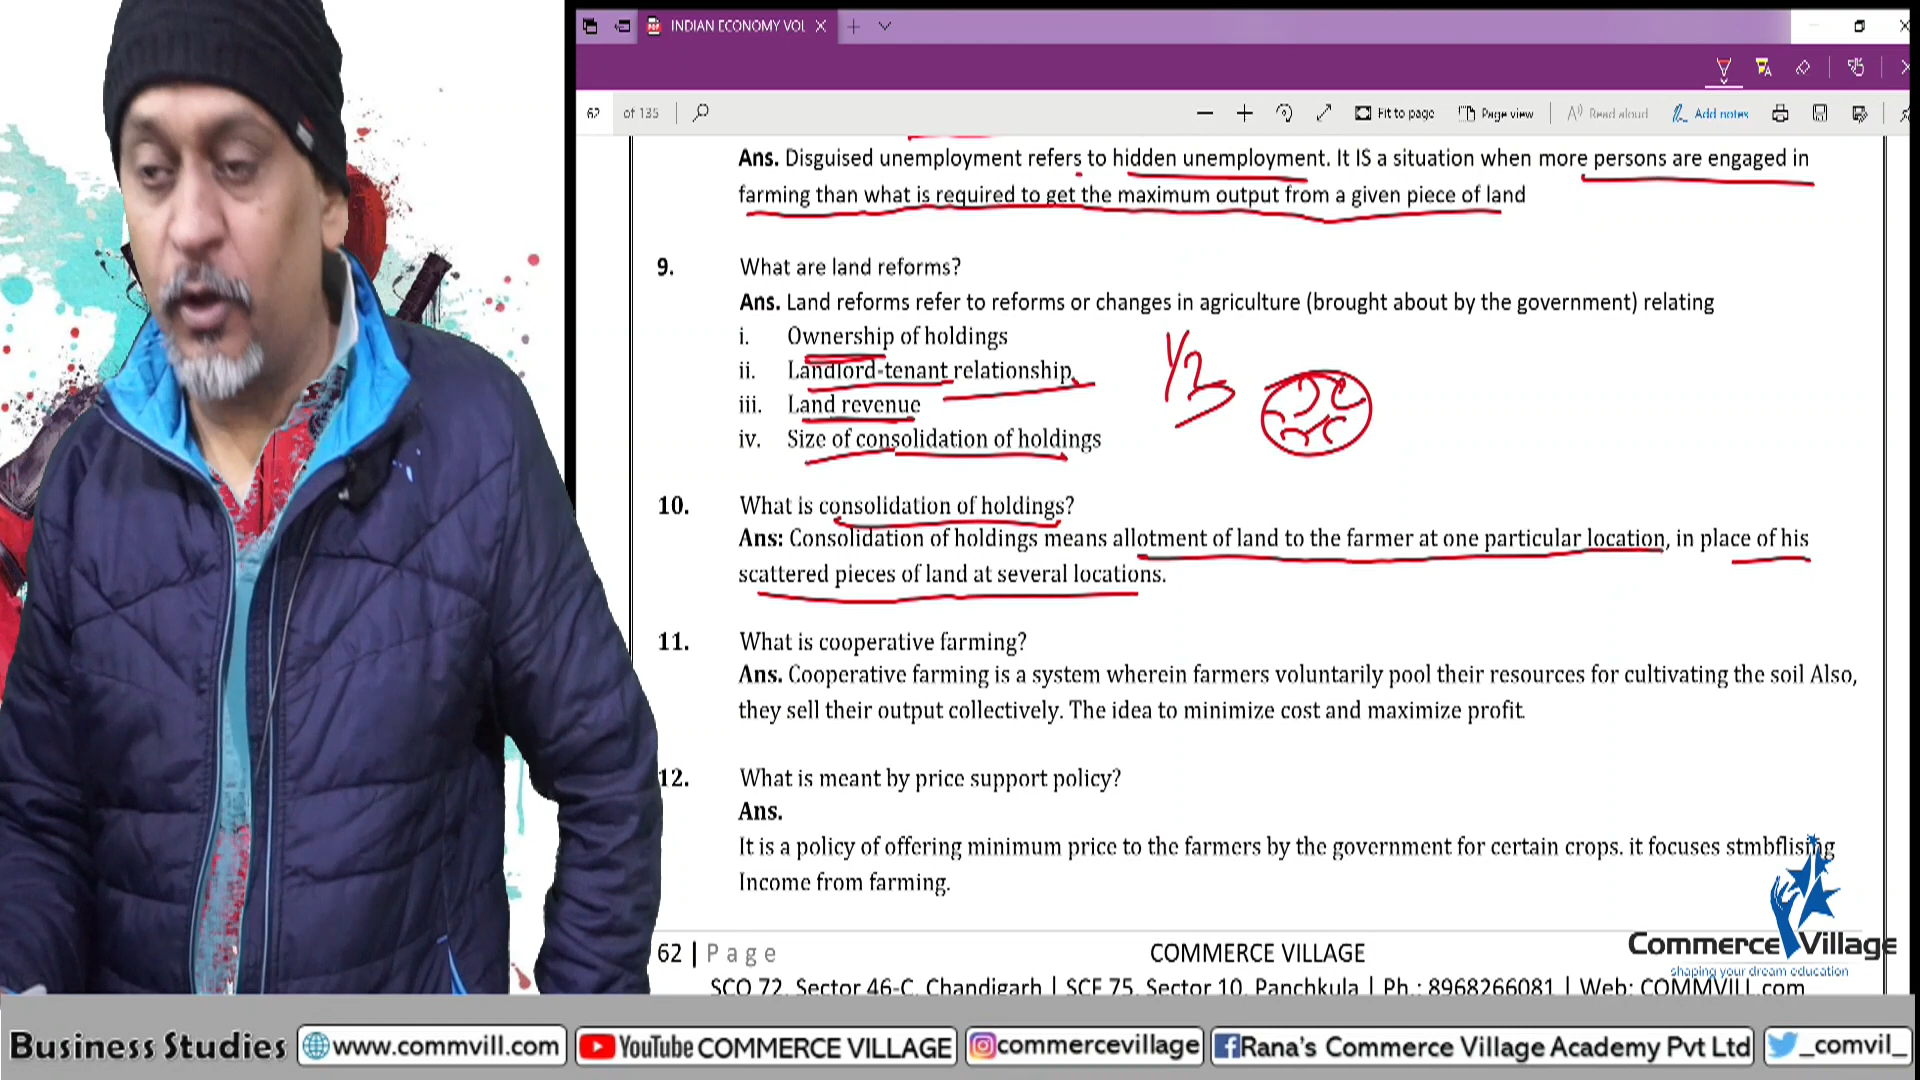 INDIAN ECONOMY VOL
62 of 135 Fit to page Page view Read aloud Add notes
Ans. Disguised unemployment refers to hidden unemployment. It IS a situation when more persons are engaged in
farming than what is required to get the maximum output from a given piece of land
9. What are land reforms?
Ans. Land reforms refer to reforms or changes in agriculture (brought about by the government) relating
i. Ownership of holdings
ii. Landlord-tenant relationship
iii. Land revenue
iv. Size of consolidation of holdings
1/3
10. What is consolidation of holdings?
Ans: Consolidation of holdings means allotment of land to the farmer at one particular location, in place of his
scattered pieces of land at several locations.
11. What is cooperative farming?
Ans. Cooperative farming is a system wherein farmers voluntarily pool their resources for cultivating the soil Also,
they sell their output collectively. The idea to minimize cost and maximize profit.
12. What is meant by price support policy?
Ans.
It is a policy of offering minimum price to the farmers by the government for certain crops. it focuses stmbflising
Income from farming.
Commerce Village
shaping your dream education
62 | Page COMMERCE VILLAGE
SCO 72, Sector 46-C, Chandigarh | SCF 75, Sector 10, Panchkula | Ph.: 8968266081 | Web: COMMVILL.com
Business Studies www.commvill.com YouTube COMMERCE VILLAGE commercevillage Rana's Commerce Village Academy Pvt Ltd _comvil_